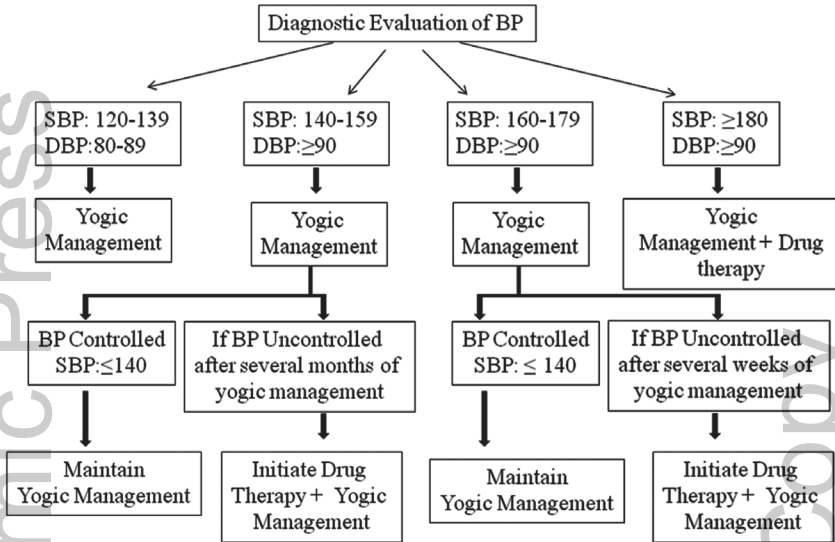 Diagnostic Evaluation of BP
SBP: 120-139
DBP:80-89
SBP: 140-159
DBP:≥90
SBP: 160-179
DBP:≥90
SBP: ≥180
DBP:≥90
Yogic
Management
Yogic
Management
Yogic
Management
Yogic
Management + Drug
therapy
BP Controlled
SBP:≤140
If BP Uncontrolled
after several months of
yogic management
BP Controlled
SBP: ≤ 140
If BP Uncontrolled
after several weeks of
yogic management
Maintain
Yogic Management
Initiate Drug
Therapy + Yogic
Management
Maintain
Yogic Management
Initiate Drug
Therapy + Yogic
Management
mic Press
Copy